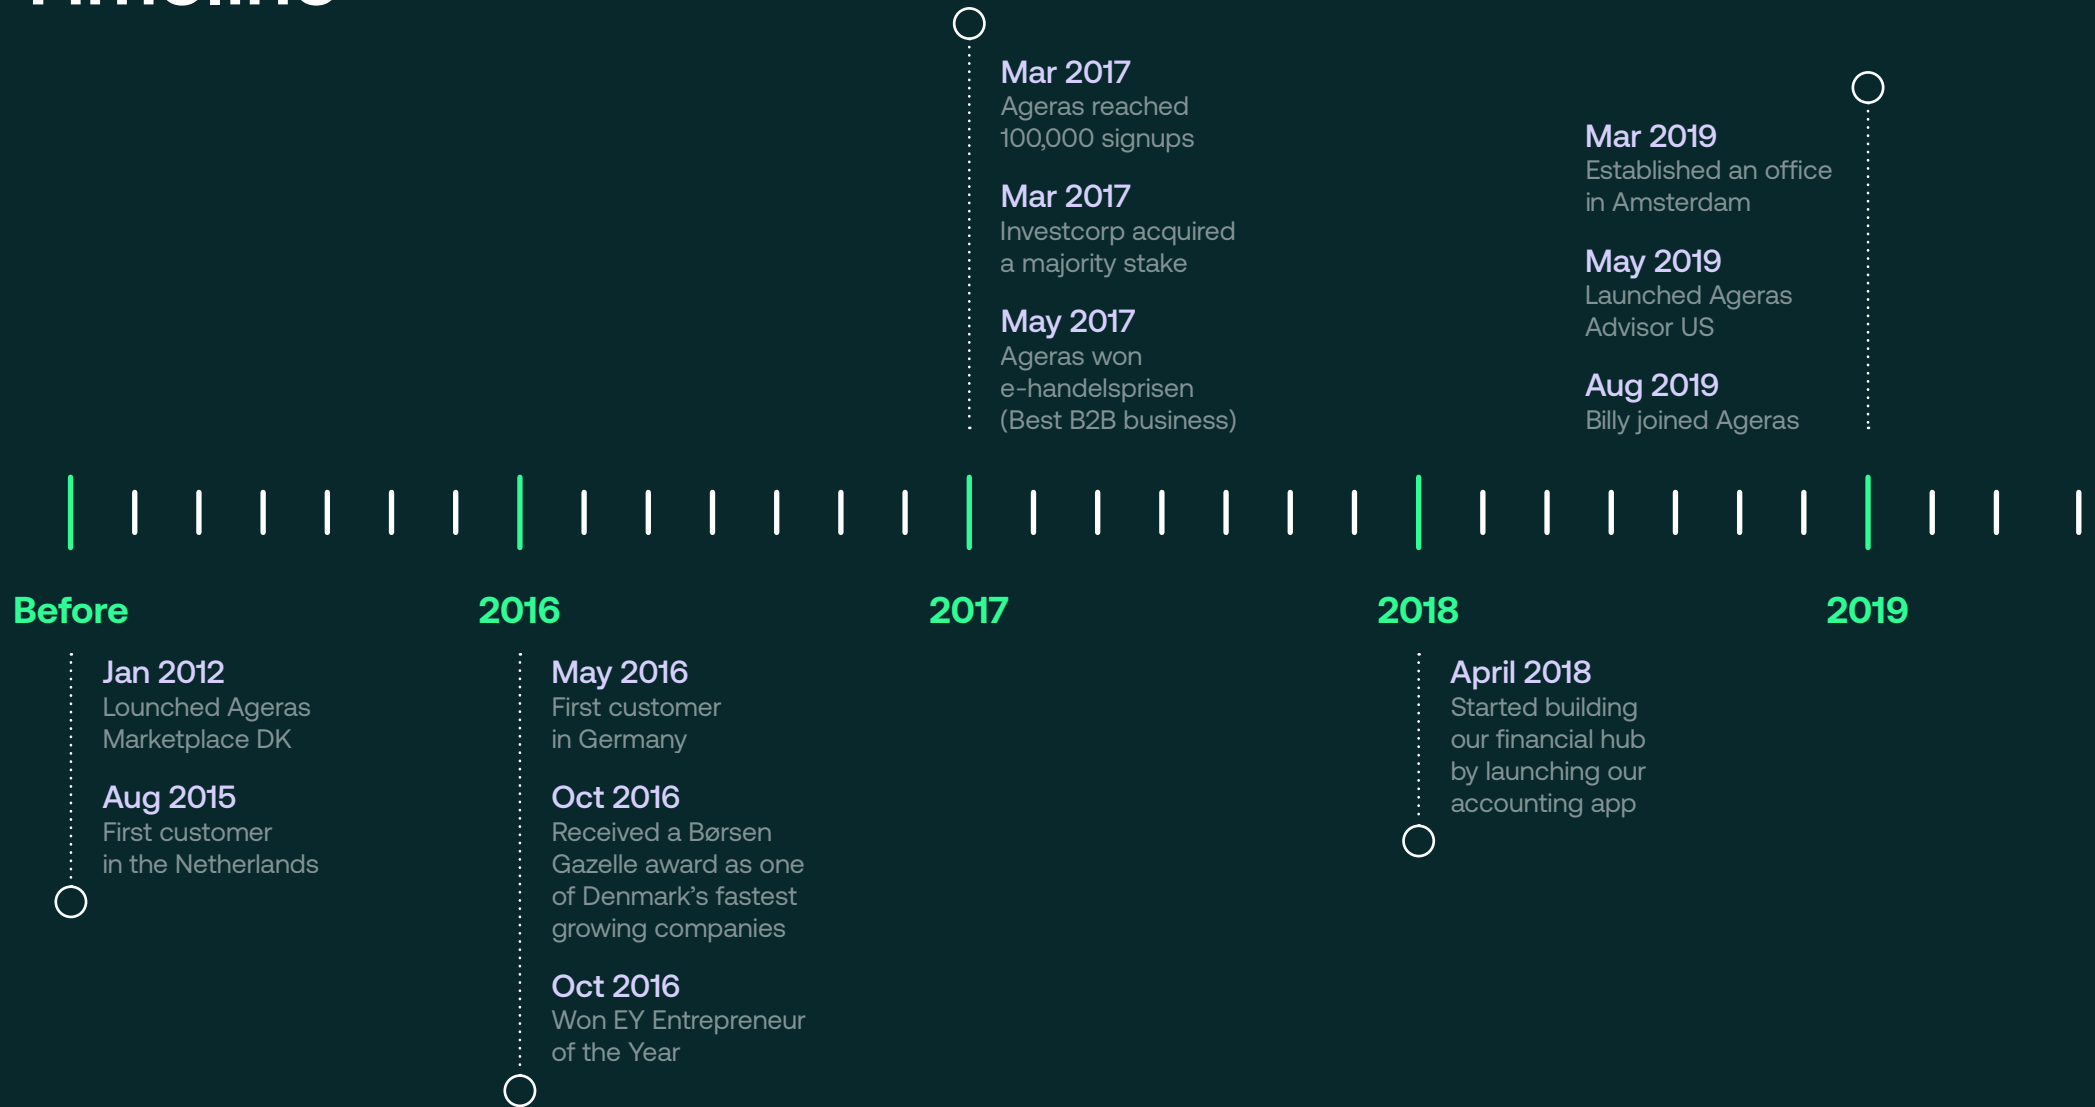 Timeline
Mar 2017
Ageras reached
100,000 signups
Mar 2017
Investcorp acquired
a majority stake
May 2017
Ageras won
e-handelsprisen
(Best B2B business)
Mar 2019
Established an office
in Amsterdam
May 2019
Launched Ageras
Advisor US
Aug 2019
Billy joined Ageras
Before
2016
2017
2018
2019
Jan 2012
Lounched Ageras
Marketplace DK
Aug 2015
First customer
in the Netherlands
May 2016
First customer
in Germany
Oct 2016
Received a Børsen
Gazelle award as one
of Denmark’s fastest
growing companies
Oct 2016
Won EY Entrepreneur
of the Year
April 2018
Started building
our financial hub
by launching our
accounting app